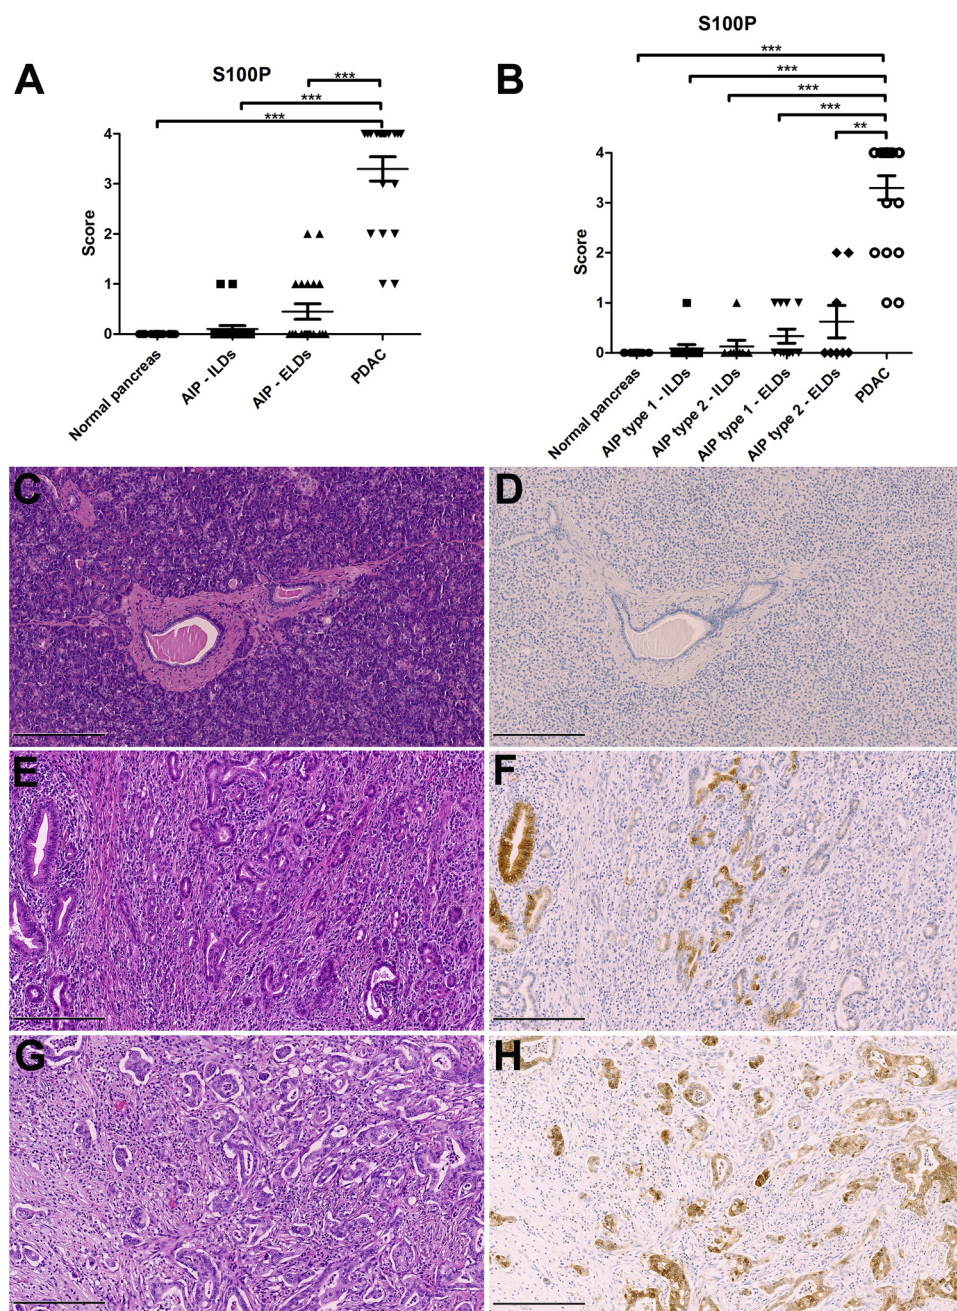 A
S100P
***
***
***
Score
4
3
2
1
0
Normal pancreas
AIP - ILDs
AIP - ELDs
PDAC
B
S100P
***
***
***
***
**
Score
4
3
2
1
0
Normal pancreas
AIP type 1 - ILDs
AIP type 2 - ILDs
AIP type 1 - ELDs
AIP type 2 - ELDs
PDAC
C
D
E
F
G
H